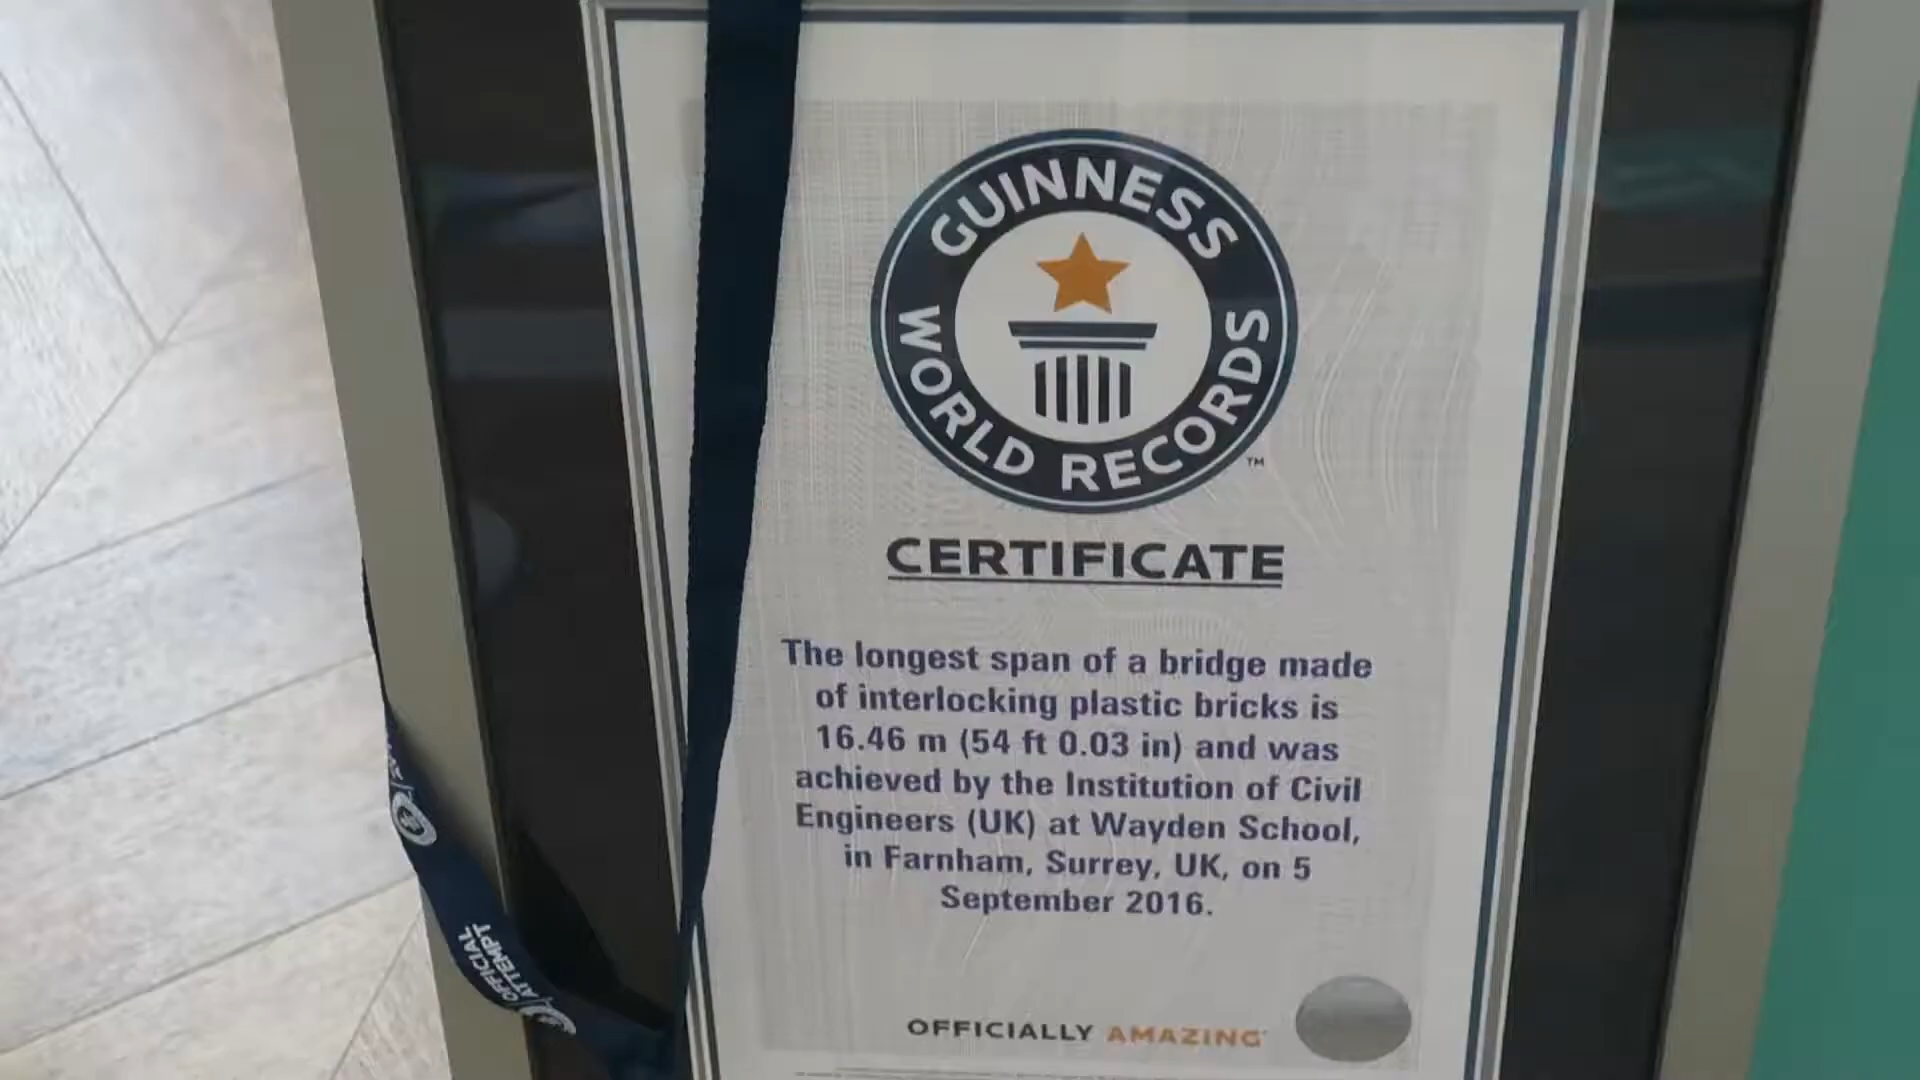 GUINNESS
WORLD RECORDS
™
CERTIFICATE
The longest span of a bridge made
of interlocking plastic bricks is
16.46 m (54 ft 0.03 in) and was
achieved by the Institution of Civil
Engineers (UK) at Wayden School,
in Farnham, Surrey, UK, on 5
September 2016.
OFFICIALLY AMAZING
OFFICIAL
ATTEMPT